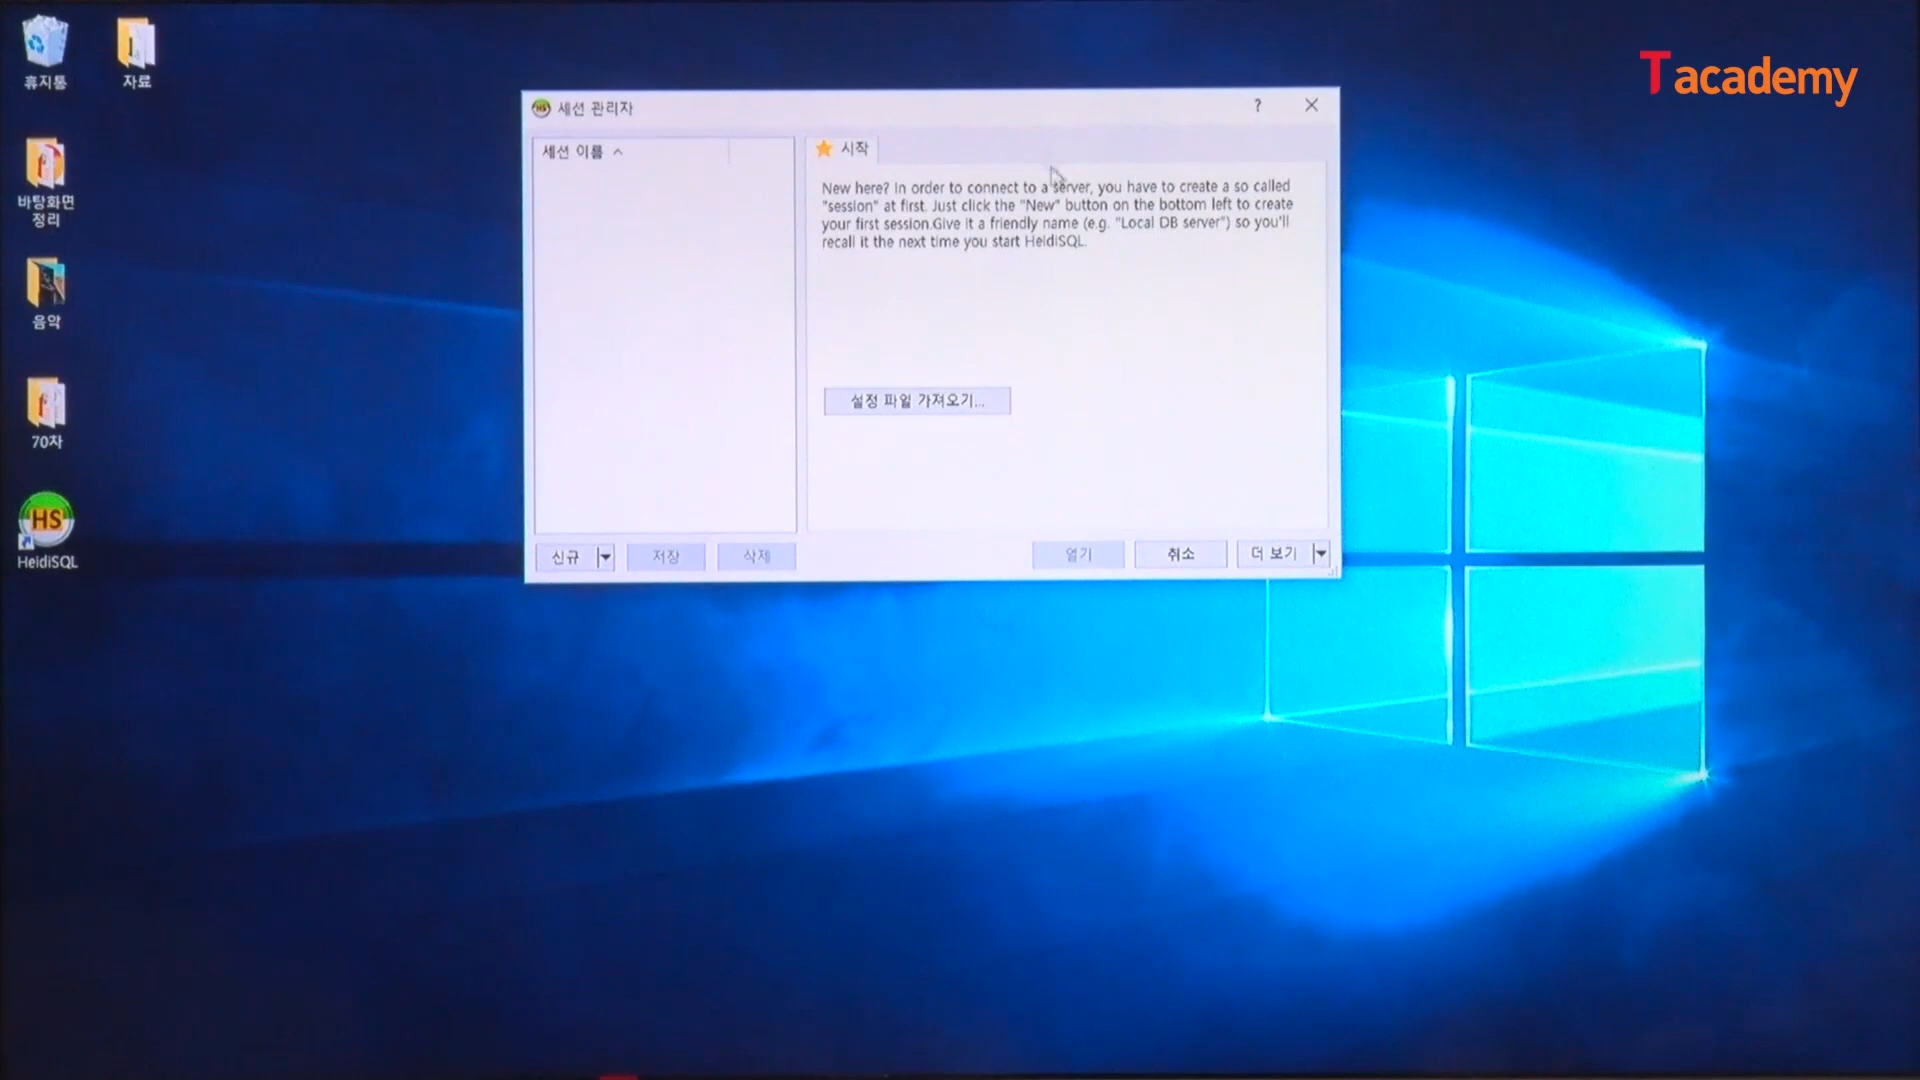 휴지통
자료
바탕화면
정리
음악
70차
HS
HeidiSQL
Tacademy
HS
세션 관리자
?
세션 이름
시작
New here? In order to connect to a server, you have to create a so called
"session" at first. Just click the "New" button on the bottom left to create
your first session.Give it a friendly name (e.g. "Local DB server") so you'll
recall it the next time you start HeidiSQL.
설정 파일 가져오기...
신규
저장
삭제
열기
취소
더 보기